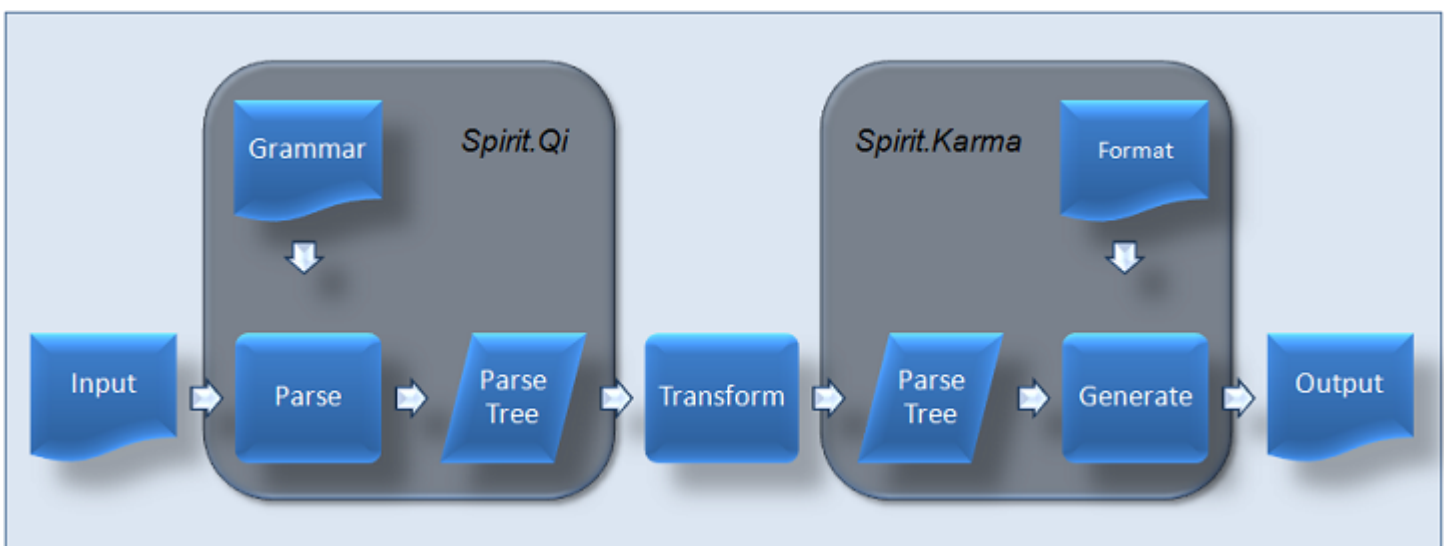 Grammar
Spirit.Qi
Spirit.Karma
Format
Input
Parse
Parse
Tree
Transform
Parse
Tree
Generate
Output